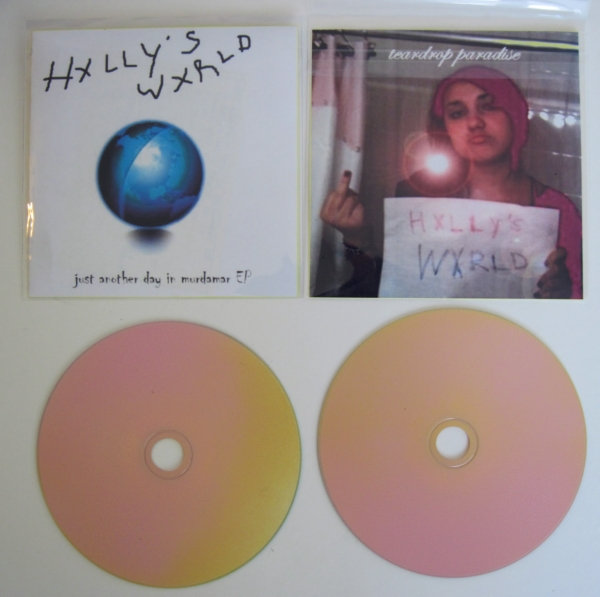 HXLLY'S
WXRLD
just another day in murdamar EP
teardrop paradise
HXLLY'S
WXRLD